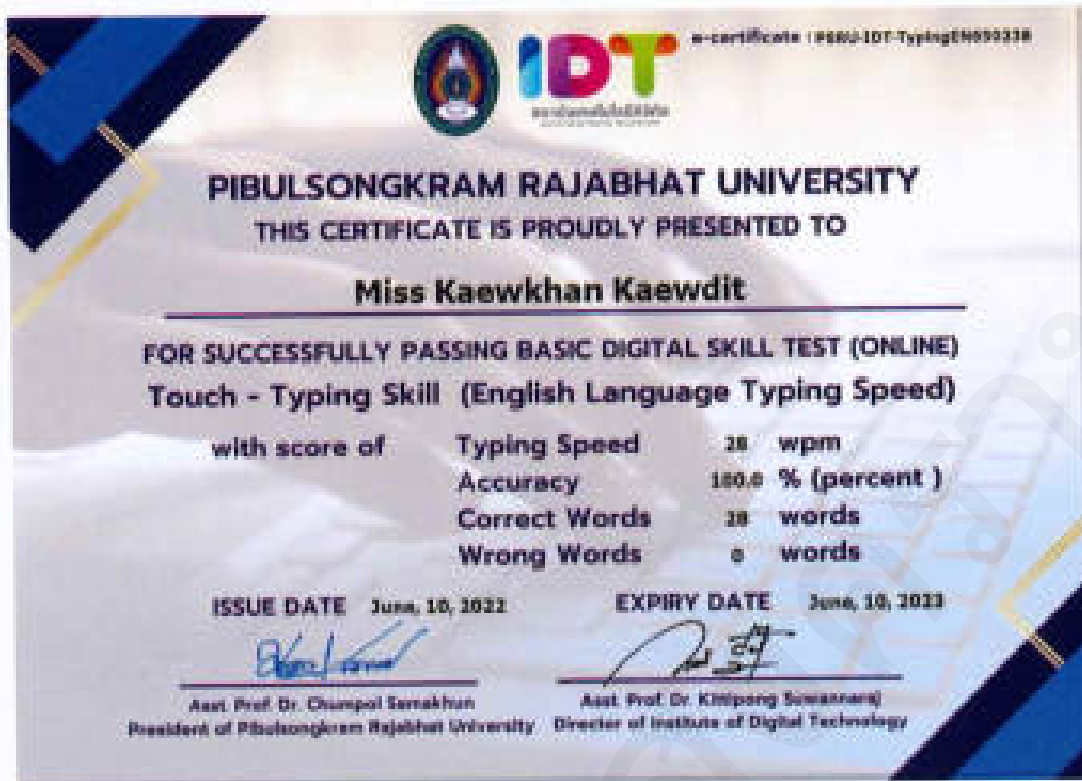 IDT
PIBULSONGKRAM RAJABHAT UNIVERSITY
THIS CERTIFICATE IS PROUDLY PRESENTED TO
Miss Kaewkhan Kaewdit
FOR SUCCESSFULLY PASSING BASIC DIGITAL SKILL TEST (ONLINE)
Touch - Typing Skill (English Language Typing Speed)
with score of Typing Speed 28 wpm
Accuracy 100.0 % (percent )
Correct Words 28 words
Wrong Words 0 words
ISSUE DATE June, 10, 2022 EXPIRY DATE June, 10, 2023
Asst. Prof. Dr. Chumpol Semakhun Asst. Prof. Dr. Kittipong Suwannaraj
President of Pibulsongkram Rajabhat University Director of Institute of Digital Technology